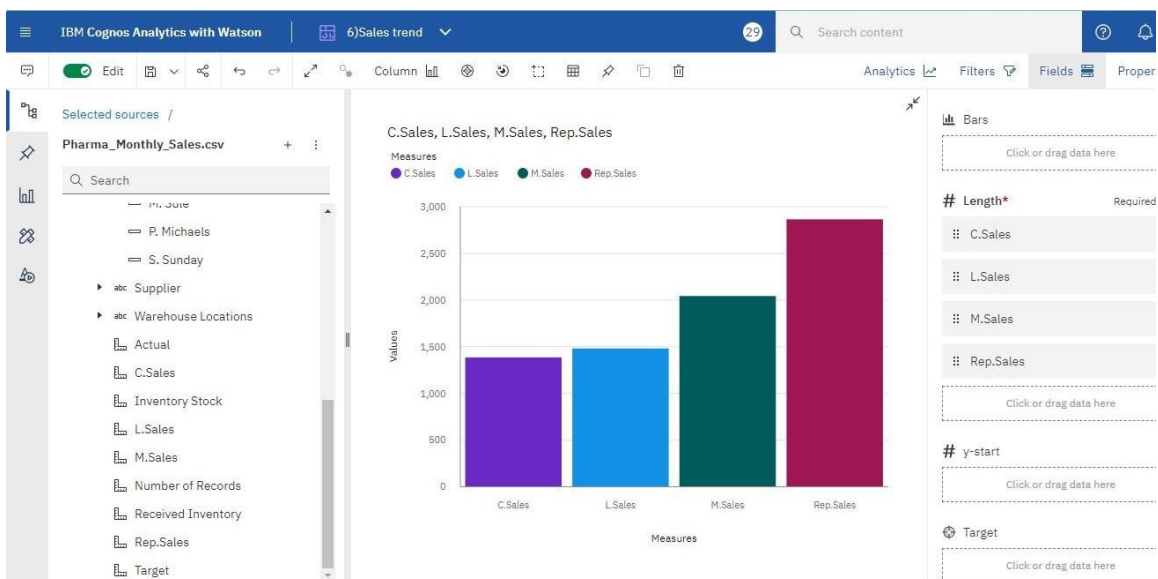 IBM Cognos Analytics with Watson
6)Sales trend
29
Search content
Edit
Column
Analytics
Filters
Fields
Proper
Selected sources /
Pharma_Monthly_Sales.csv
Search
P. Michaels
S. Sunday
abc Supplier
abc Warehouse Locations
Actual
C.Sales
Inventory Stock
L.Sales
M.Sales
Number of Records
Received Inventory
Rep.Sales
Target
C.Sales, L.Sales, M.Sales, Rep.Sales
Measures
C.Sales L.Sales M.Sales Rep.Sales
3,000
2,500
2,000
1,500
1,000
500
0
Values
C.Sales L.Sales M.Sales Rep.Sales
Measures
Bars
Click or drag data here
# Length* Required
C.Sales
L.Sales
M.Sales
Rep.Sales
Click or drag data here
# y-start
Click or drag data here
Target
Click or drag data here